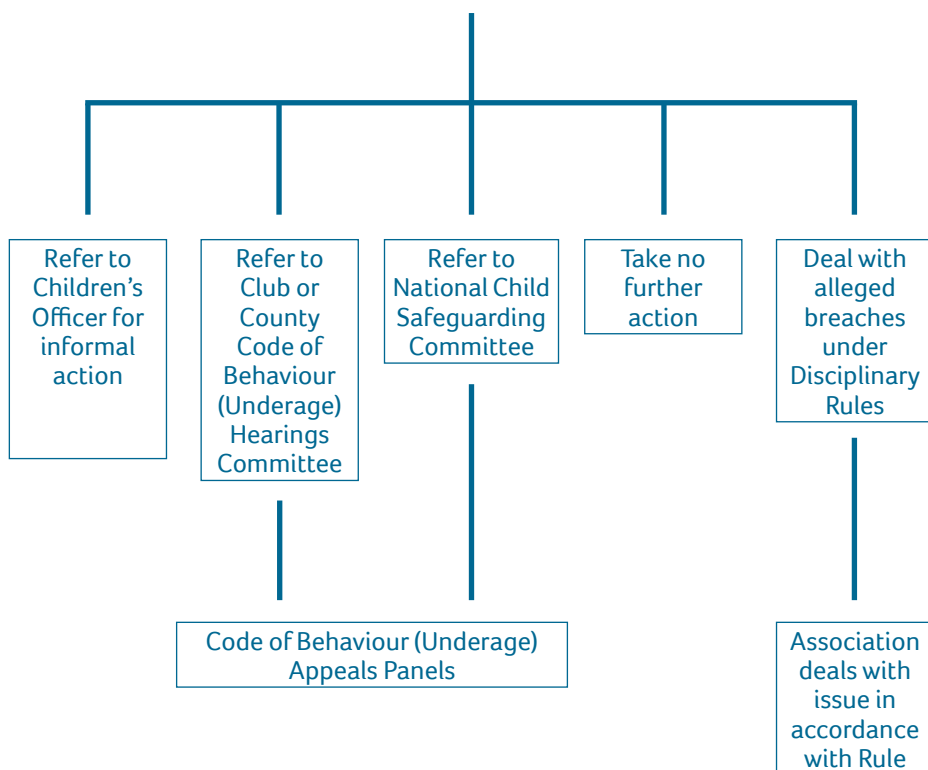 Refer to
Children’s
Officer for
informal
action
Refer to
Club or
County
Code of
Behaviour
(Underage)
Hearings
Committee
Refer to
National Child
Safeguarding
Committee
Take no
further
action
Deal with
alleged
breaches
under
Disciplinary
Rules
Code of Behaviour (Underage)
Appeals Panels
Association
deals with
issue in
accordance
with Rule